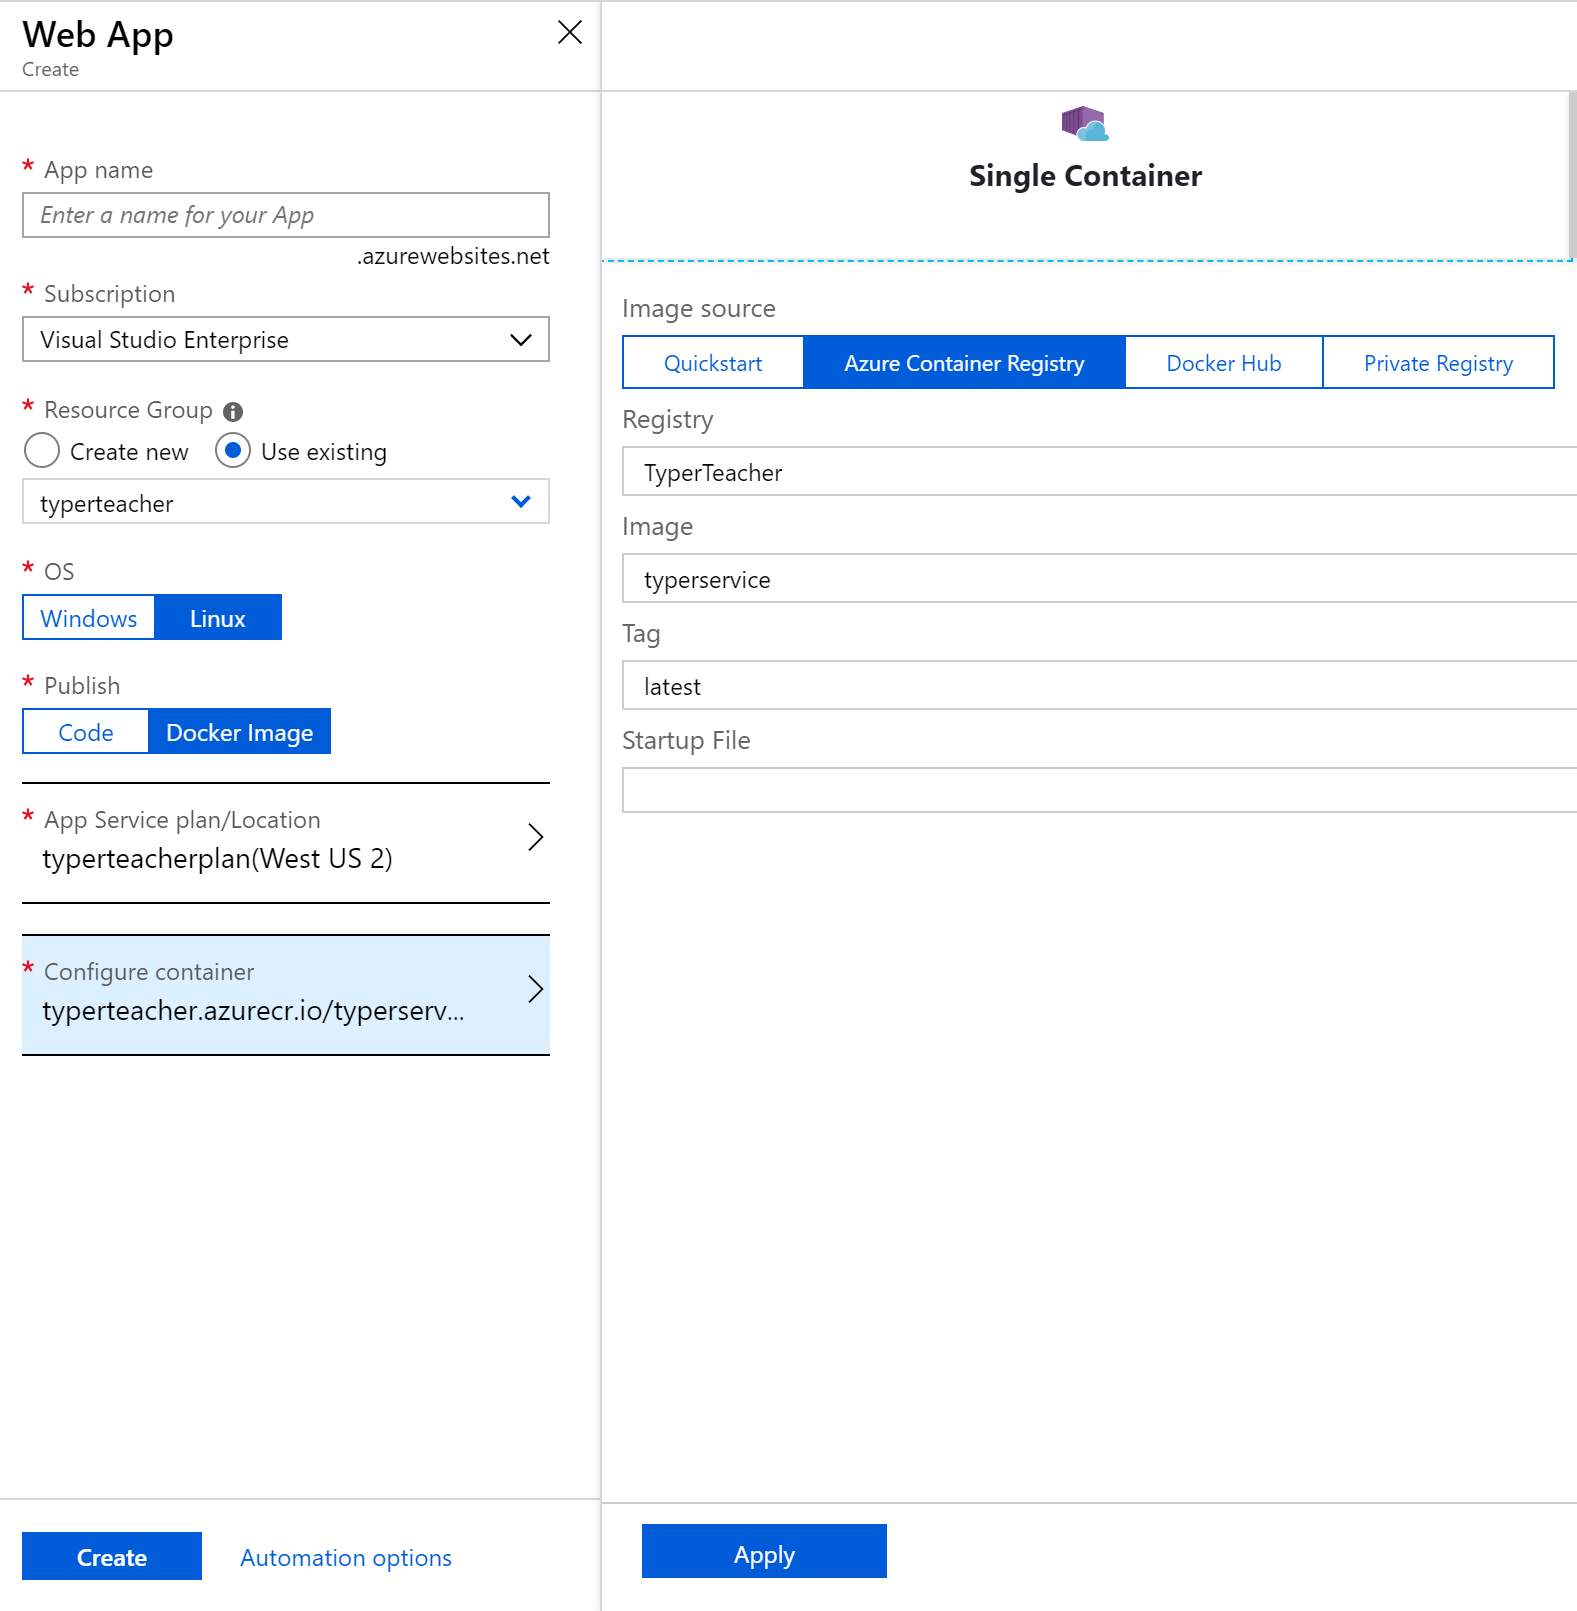 Web App
Create
* App name
Enter a name for your App
.azurewebsites.net
* Subscription
Visual Studio Enterprise
* Resource Group
Create new Use existing
typerteacher
* OS
Windows Linux
* Publish
Code Docker Image
* App Service plan/Location
typerteacherplan(West US 2)
* Configure container
typerteacher.azurecr.io/typerserv...
Create Automation options
Single Container
Image source
Quickstart Azure Container Registry Docker Hub Private Registry
Registry
TyperTeacher
Image
typerservice
Tag
latest
Startup File
Apply